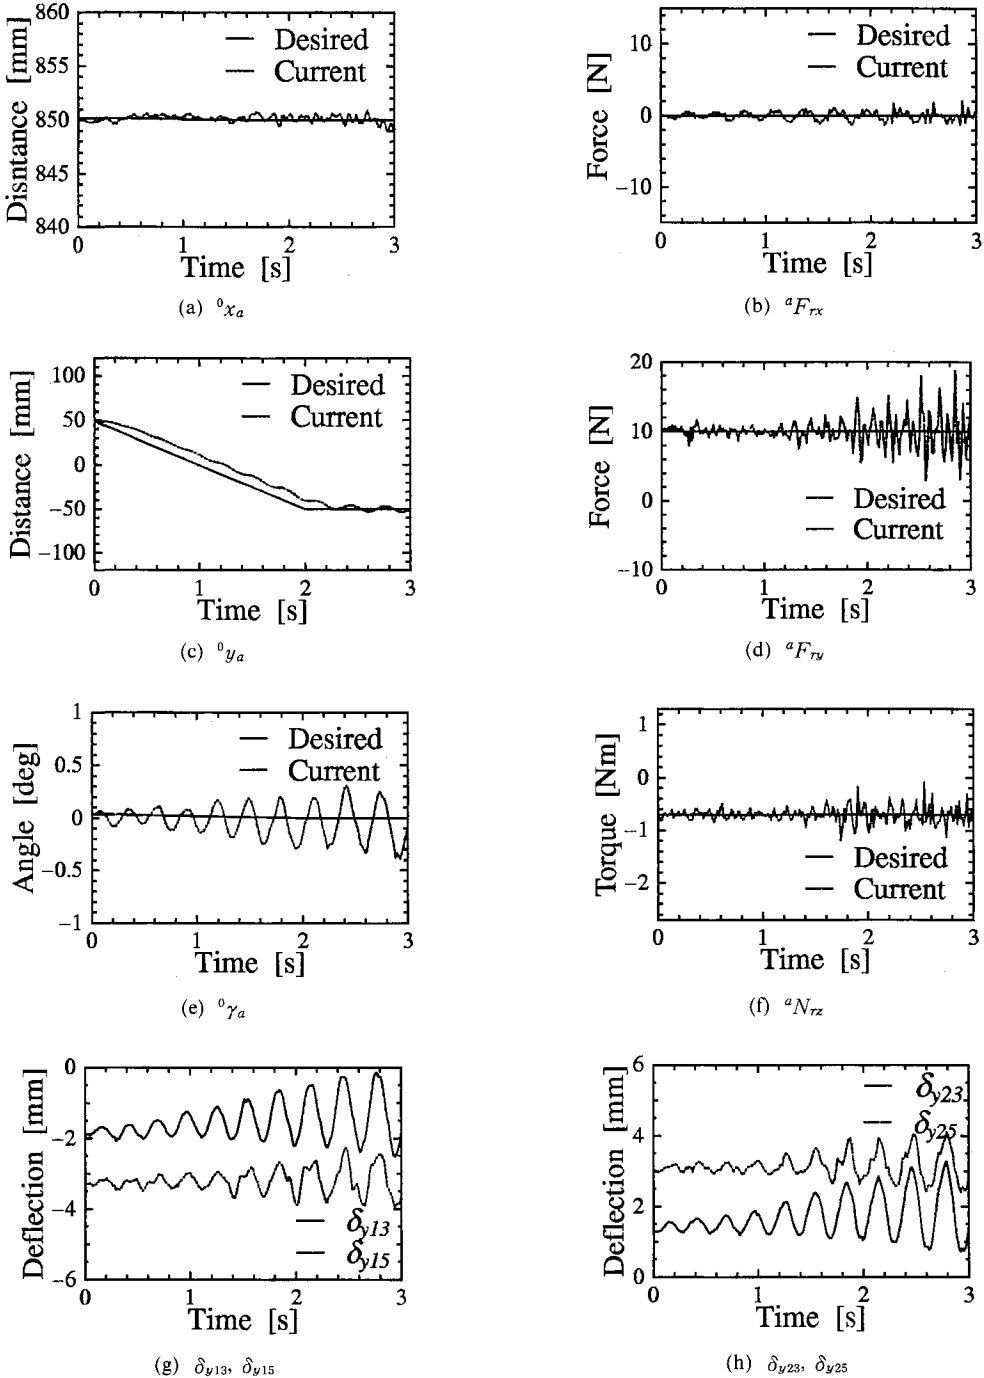 860
855
850
845
840
Disntance [mm]
Desired
Current
0 1 2 3
Time [s]
(a) ⁰xₐ
10
0
−10
Force [N]
Desired
Current
0 1 2 3
Time [s]
(b) ᵃF_rx
100
50
0
−50
−100
Distance [mm]
Desired
Current
0 1 2 3
Time [s]
(c) ⁰yₐ
20
10
0
−10
Force [N]
Desired
Current
0 1 2 3
Time [s]
(d) ᵃF_ry
1
0.5
0
−0.5
−1
Angle [deg]
Desired
Current
0 1 2 3
Time [s]
(e) ⁰γₐ
1
0
−1
−2
Torque [Nm]
Desired
Current
0 1 2 3
Time [s]
(f) ᵃN_rz
0
−2
−4
−6
Deflection [mm]
δ_y13
δ_y15
0 1 2 3
Time [s]
(g) δ_y13, δ_y15
6
4
2
0
Deflection [mm]
δ_y23
δ_y25
0 1 2 3
Time [s]
(h) δ_y23, δ_y25